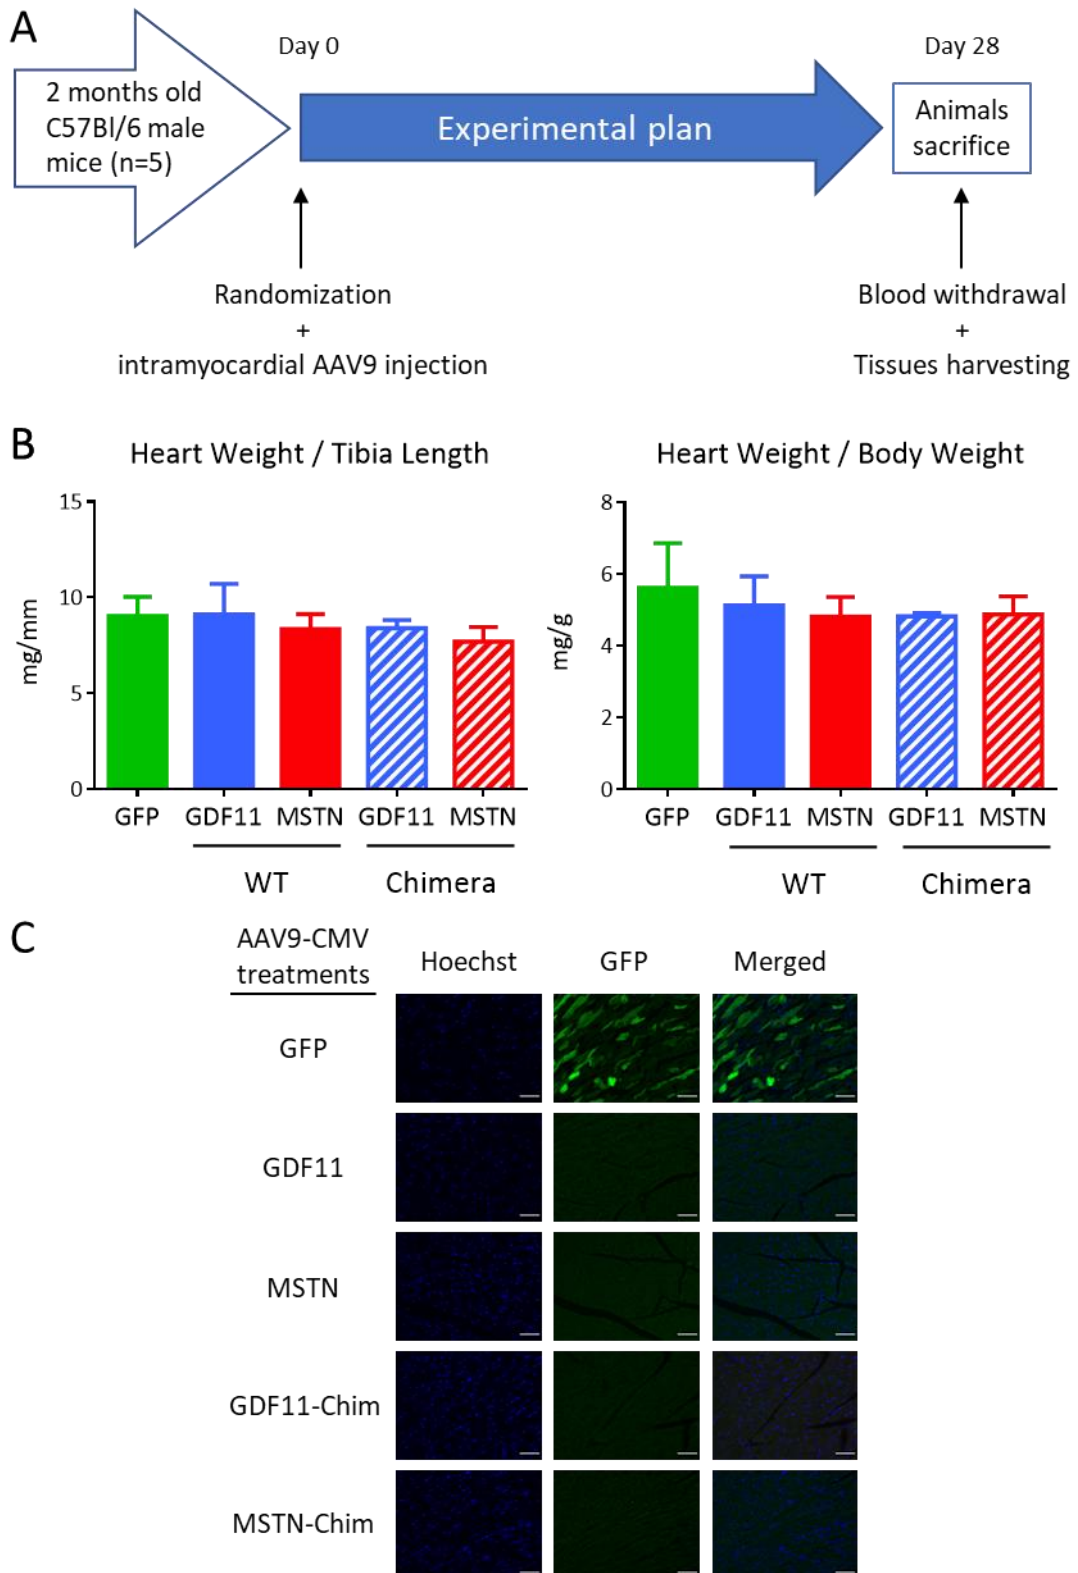 A
Day 0
Day 28
2 months old
C57Bl/6 male
mice (n=5)
Experimental plan
Animals
sacrifice
Randomization
+
intramyocardial AAV9 injection
Blood withdrawal
+
Tissues harvesting
B
Heart Weight / Tibia Length
mg/mm
15
10
5
0
GFP GDF11 MSTN GDF11 MSTN
WT Chimera
Heart Weight / Body Weight
mg/g
8
6
4
2
0
GFP GDF11 MSTN GDF11 MSTN
WT Chimera
C
AAV9-CMV
treatments
Hoechst GFP Merged
GFP
GDF11
MSTN
GDF11-Chim
MSTN-Chim